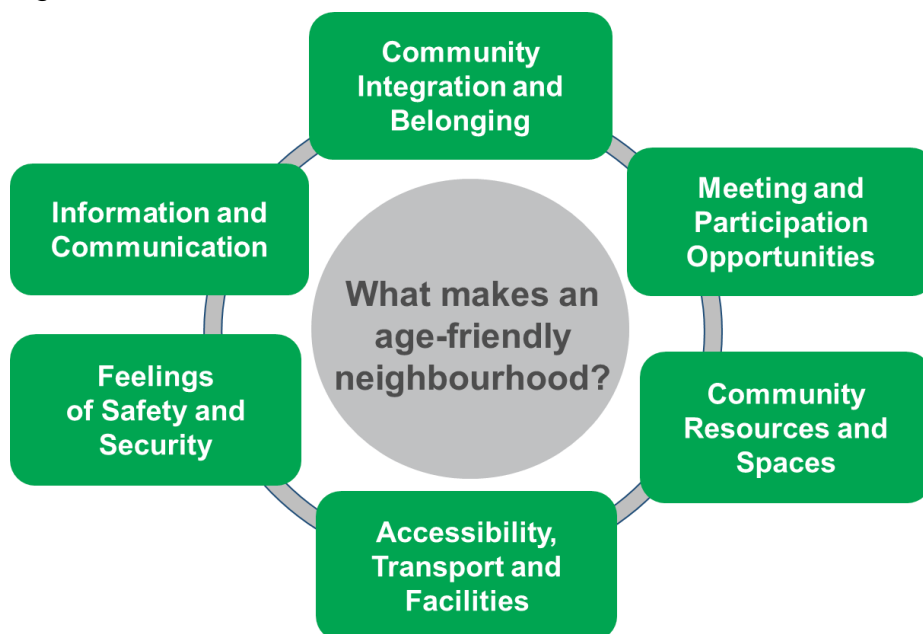 Community
Integration and
Belonging
Meeting and
Participation
Opportunities
Community
Resources and
Spaces
Accessibility,
Transport and
Facilities
Feelings
of Safety and
Security
Information and
Communication
What makes an
age-friendly
neighbourhood?